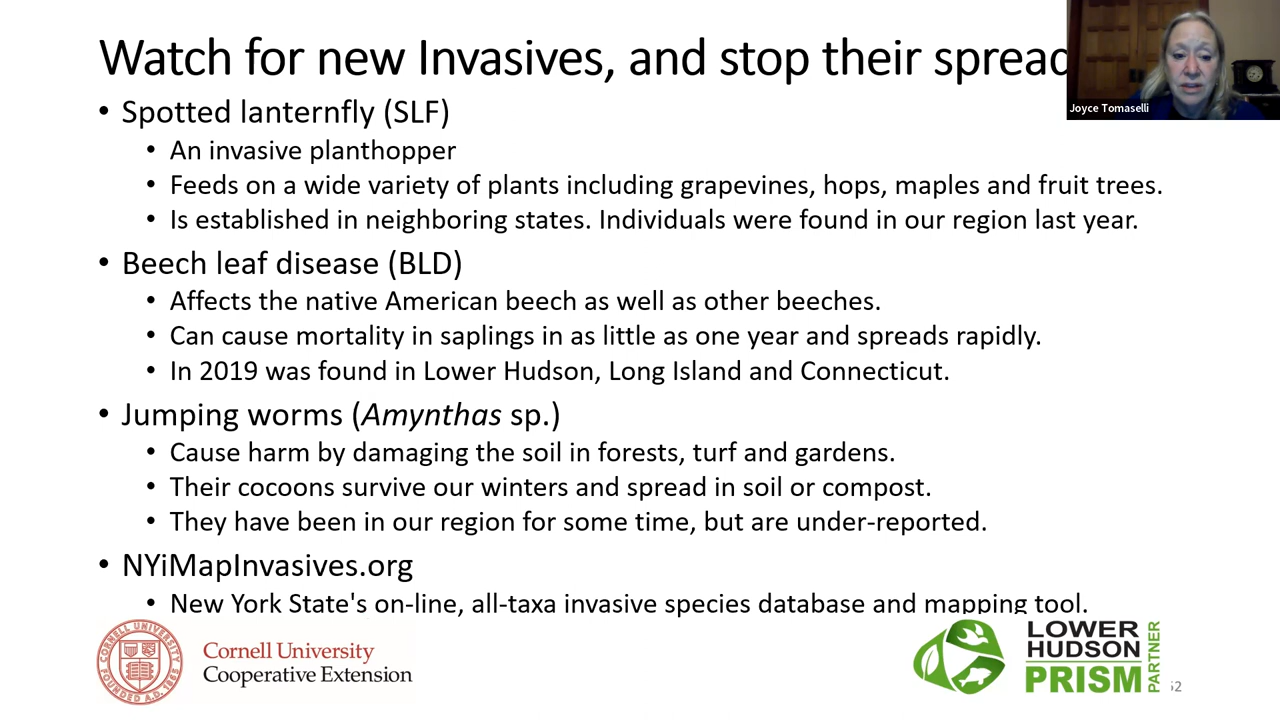 Watch for new Invasives, and stop their spread
Joyce Tomaselli
• Spotted lanternfly (SLF)
• An invasive planthopper
• Feeds on a wide variety of plants including grapevines, hops, maples and fruit trees.
• Is established in neighboring states. Individuals were found in our region last year.
• Beech leaf disease (BLD)
• Affects the native American beech as well as other beeches.
• Can cause mortality in saplings in as little as one year and spreads rapidly.
• In 2019 was found in Lower Hudson, Long Island and Connecticut.
• Jumping worms (Amynthas sp.)
• Cause harm by damaging the soil in forests, turf and gardens.
• Their cocoons survive our winters and spread in soil or compost.
• They have been in our region for some time, but are under-reported.
• NYiMapInvasives.org
• New York State's on-line, all-taxa invasive species database and mapping tool.
CORNELL UNIVERSITY
FOUNDED A.D. 1865
Cornell University
Cooperative Extension
LOWER
HUDSON
PRISM
PARTNER
52